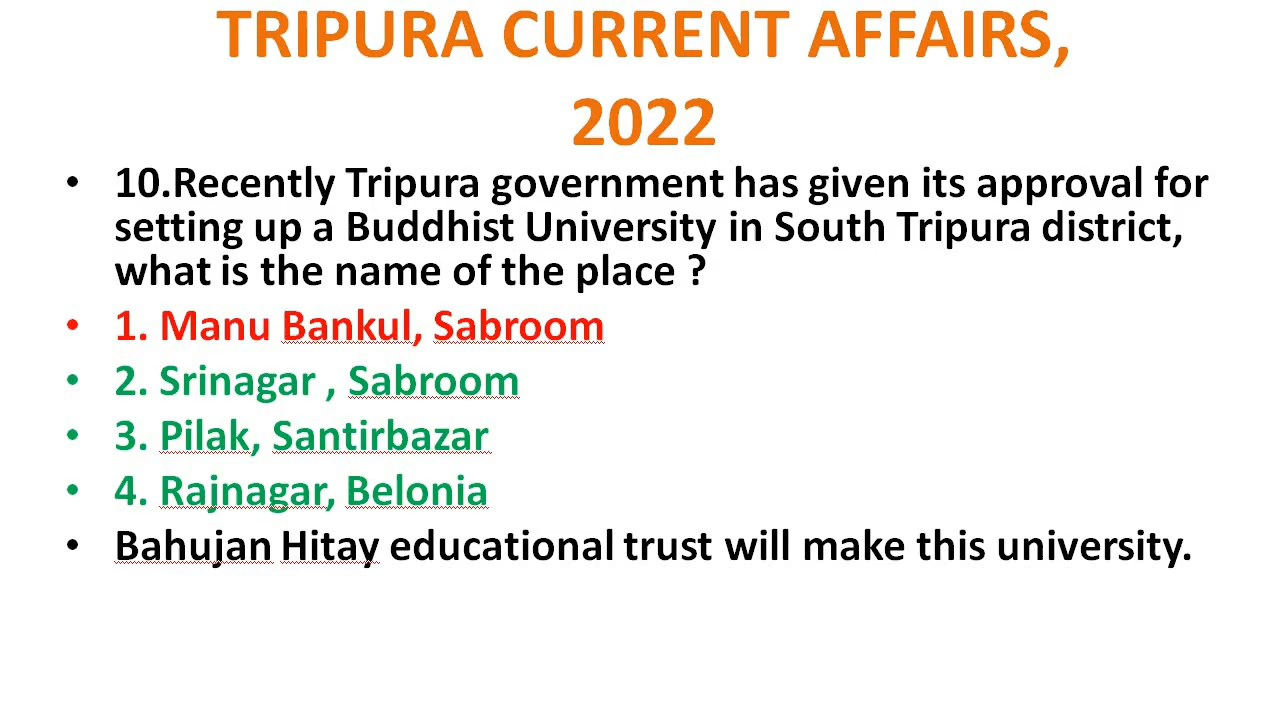 TRIPURA CURRENT AFFAIRS,
2022
• 10.Recently Tripura government has given its approval for
setting up a Buddhist University in South Tripura district,
what is the name of the place ?
• 1. Manu Bankul, Sabroom
• 2. Srinagar , Sabroom
• 3. Pilak, Santirbazar
• 4. Rajnagar, Belonia
• Bahujan Hitay educational trust will make this university.